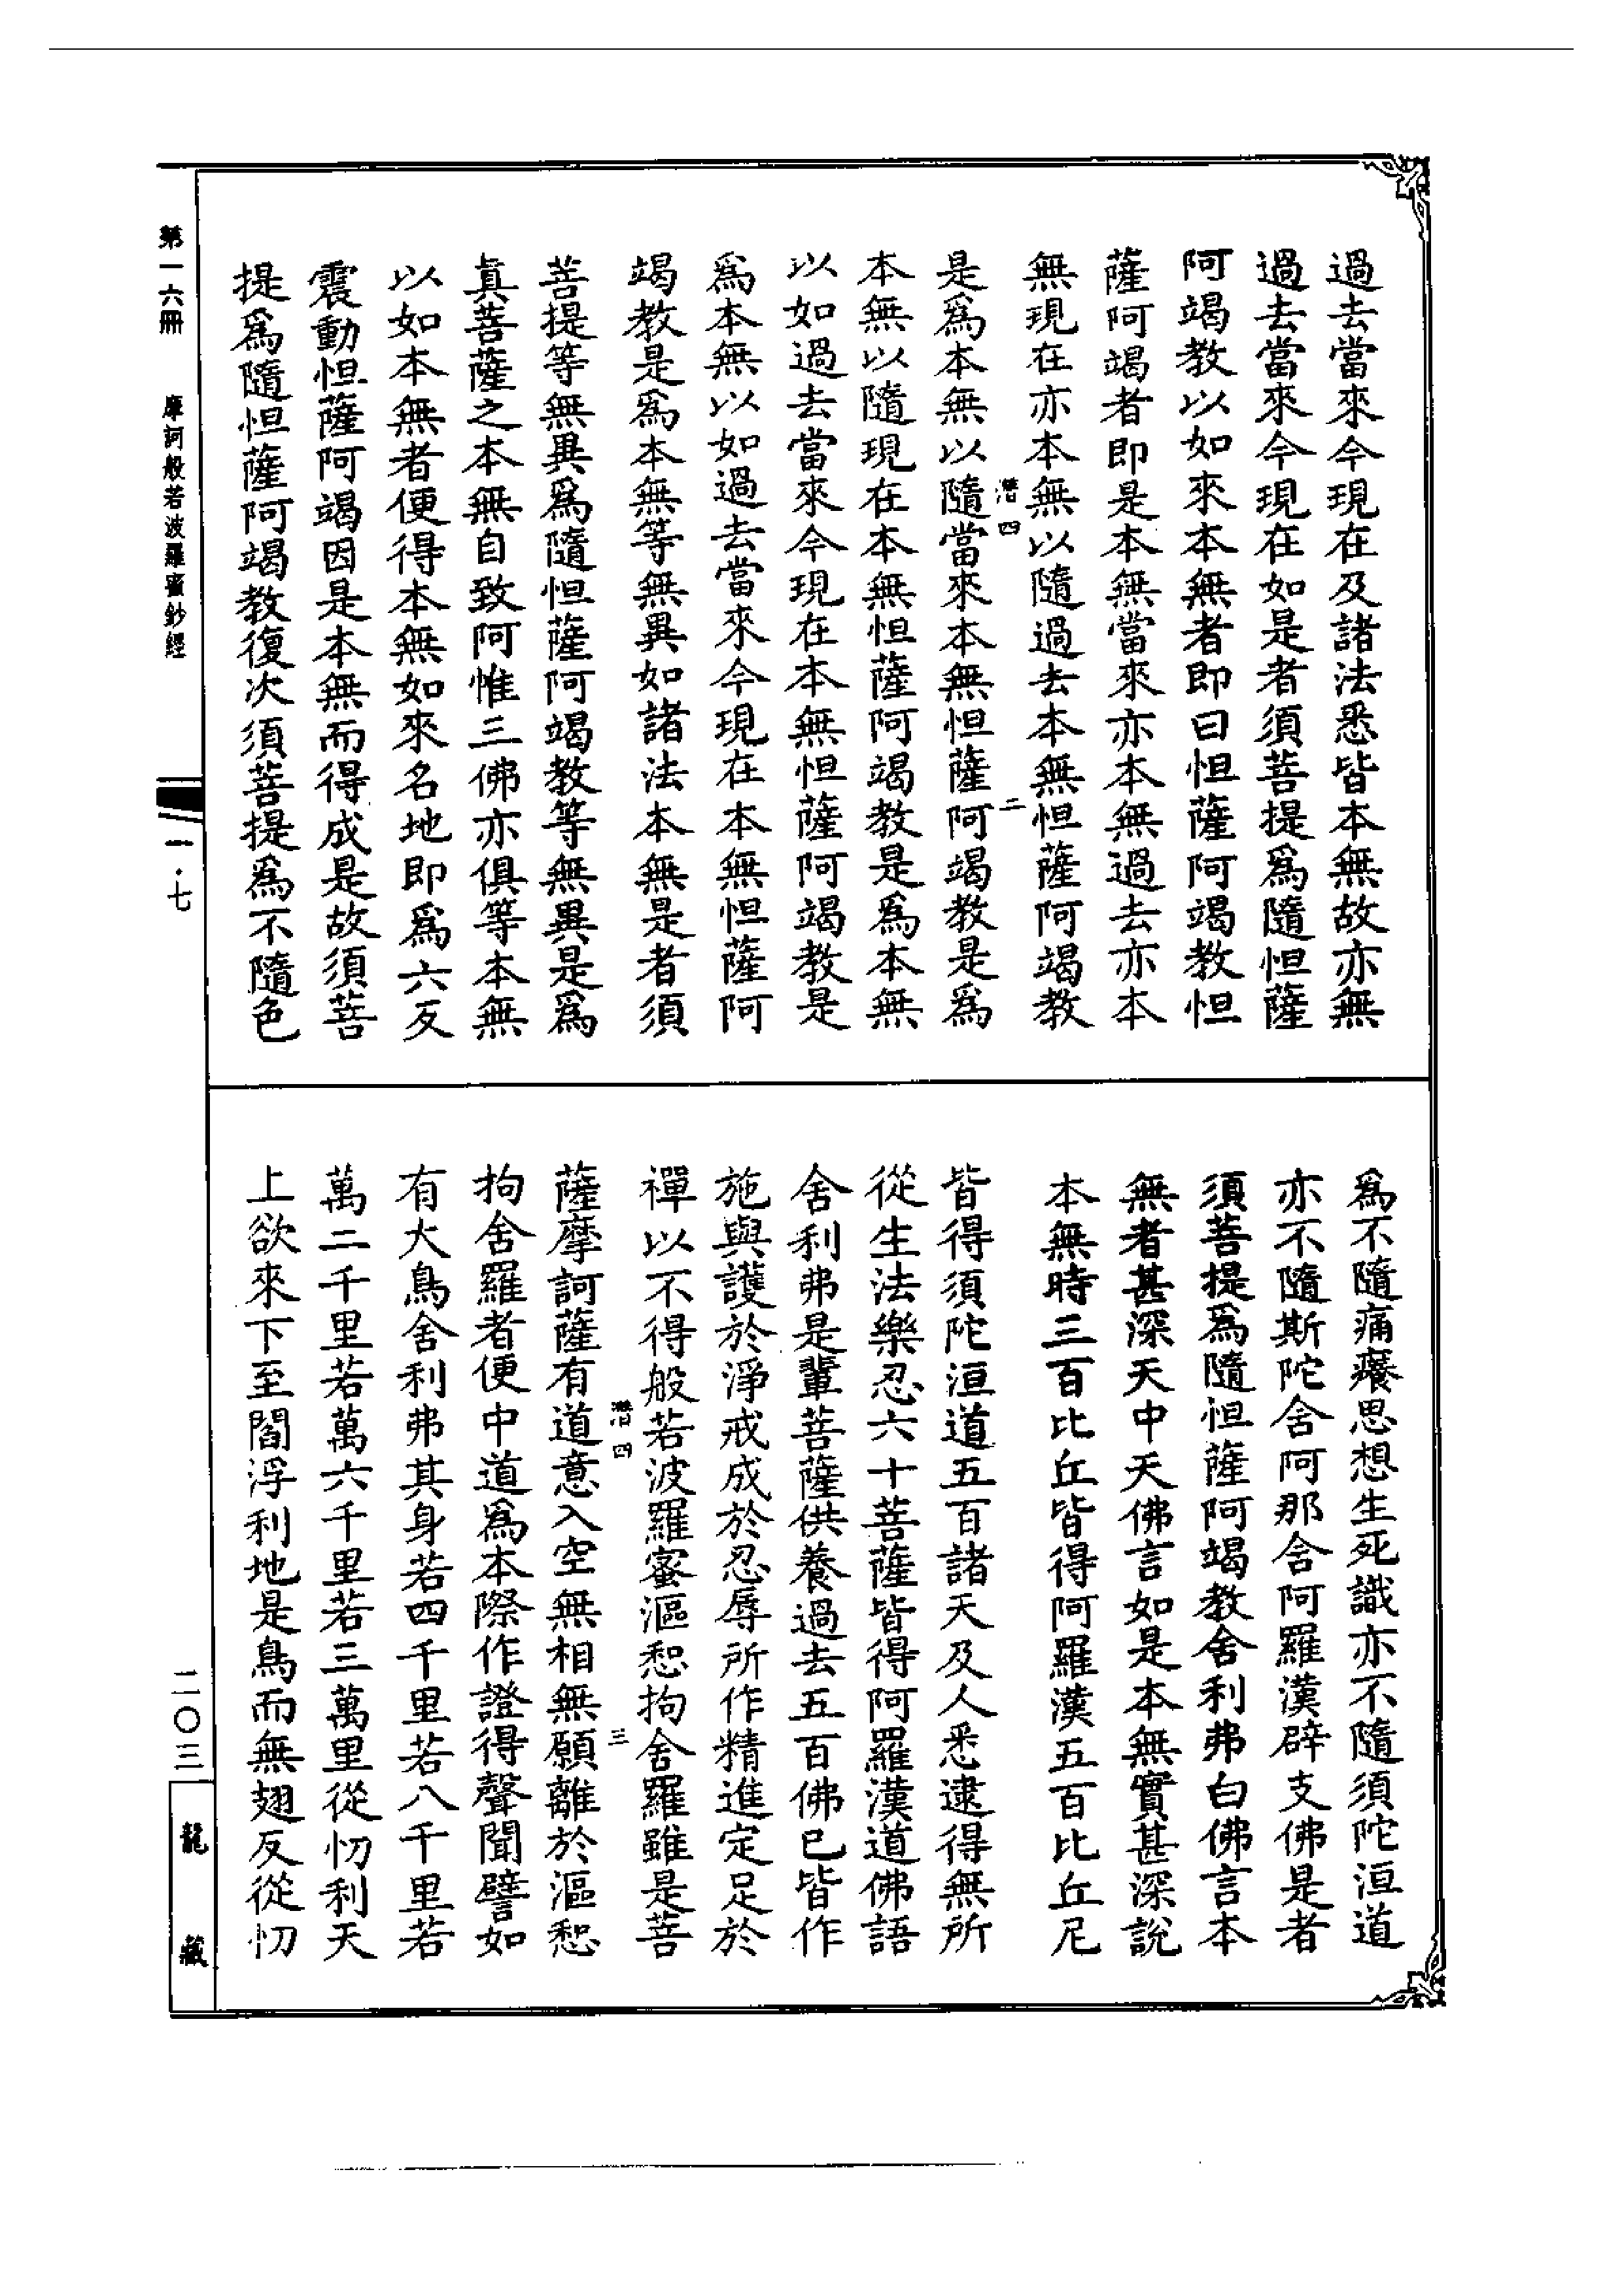 過去當來今現在及諸法悉皆本無故亦無
過去當來今現在如是者須菩提爲隨怛薩
阿竭教以如來本無者即曰怛薩阿竭教怛
薩阿竭者即是本無當來亦本無過去亦本
無現在亦本無以隨過去本無怛薩阿竭教
潛四 二
是爲本無以隨當來本無怛薩阿竭教是爲
本無以隨現在本無怛薩阿竭教是爲本無
以如過去當來今現在本無怛薩阿竭教是
爲本無以如過去當來今現在本無怛薩阿
竭教是爲本無等無異如諸法本無是者須
菩提等無異爲隨怛薩阿竭教等無異是爲
真菩薩之本無自致阿惟三佛亦俱等本無
以如本無者便得本無如來名地即爲六反
震動怛薩阿竭因是本無而得成是故須菩
提爲隨怛薩阿竭教復次須菩提爲不隨色
爲不隨痛癢思想生死識亦不隨須陀洹道
亦不隨斯陀含阿那含阿羅漢辟支佛是者
須菩提爲隨怛薩阿竭教舍利弗白佛言本
無者甚深天中天佛言如是本無實甚深說
本無時三百比丘皆得阿羅漢五百比丘尼
皆得須陀洹道五百諸天及人悉逮得無所
從生法樂忍六十菩薩皆得阿羅漢道佛語
舍利弗是輩菩薩供養過去五百佛已皆作
施與護於淨戒成於忍辱所作精進定足於
禪以不得般若波羅蜜漚恕拘舍羅雖是菩
潛四 三
薩摩訶薩有道意入空無相無願離於漚恕
拘舍羅者便中道爲本際作證得聲聞譬如
有大鳥舍利弗其身若四千里若八千里若
萬二千里若萬六千里若三萬里從忉利天
上欲來下至閻浮利地是鳥而無翅反從忉
第一六冊 摩訶般若波羅蜜鈔經
一·七
二〇三
龍藏